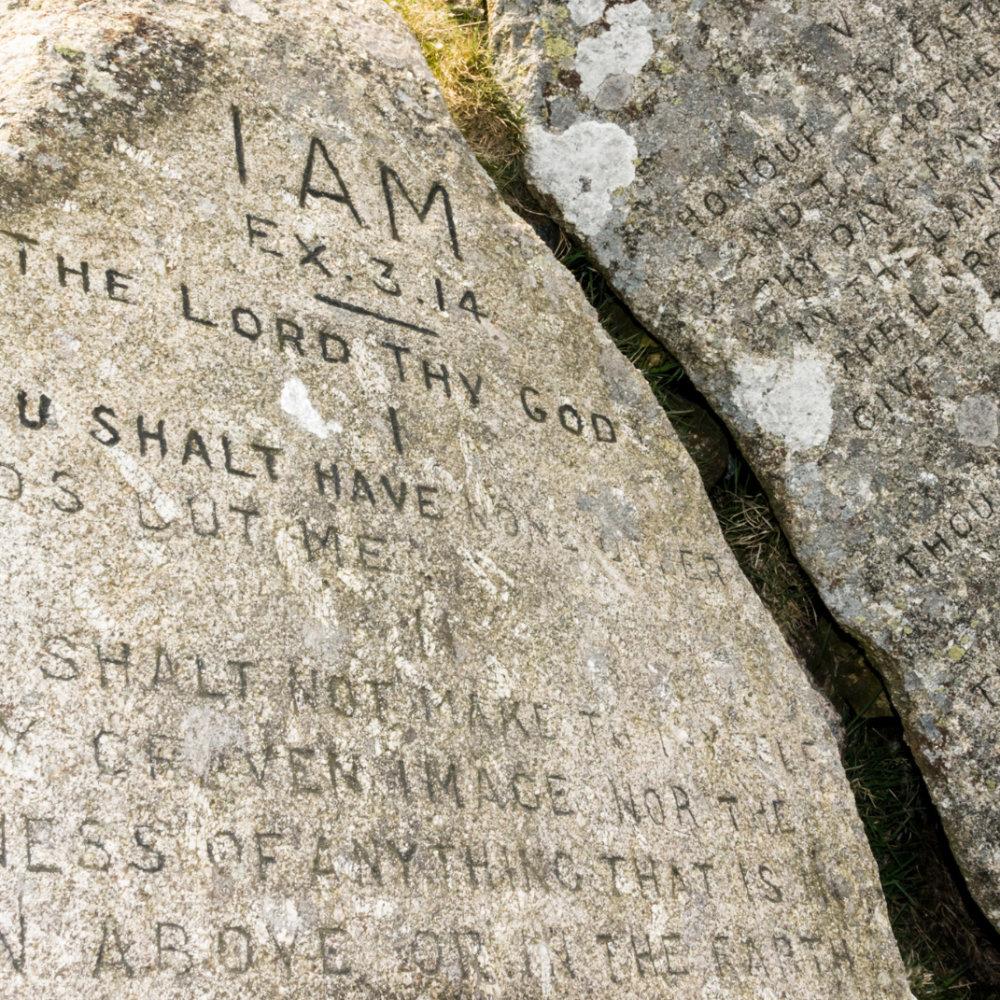 I AM
EX. 3. 14
THE LORD THY GOD
I
U SHALT HAVE NONE OTHER
DS BUT ME
II
SHALT NOT MAKE
GRAVEN IMAGE NOR THE
NESS OF ANYTHING THAT IS IN
N ABOVE OR IN THE EARTH
V
HONOUR THY FATH
AND THY MOTHE
THY DAYS MAY
IN THE LAND
THE LORD
GIVETH
THOU